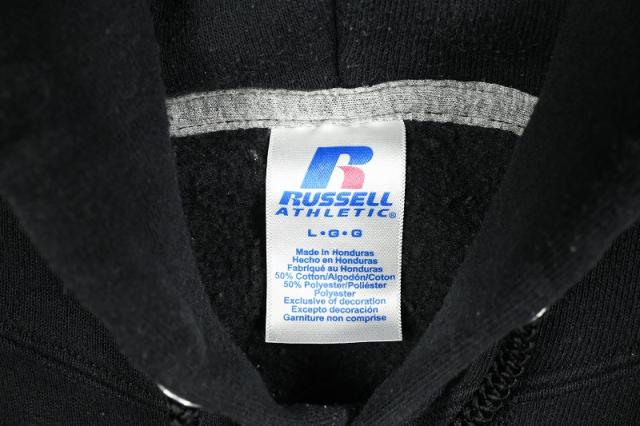 R
RUSSELL
ATHLETIC®
L•G•G
Made in Honduras
Hecho en Honduras
Fabriqué au Honduras
50% Cotton/Algodón/Coton
50% Polyester/Poliéster
Polyester
Exclusive of decoration
Excepto decoración
Garniture non comprise